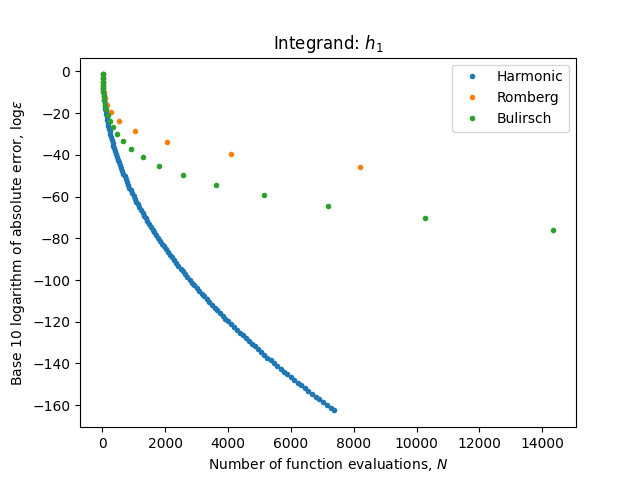 Integrand: h₁
Harmonic
Romberg
Bulirsch
Base 10 logarithm of absolute error, logε
0
−20
−40
−60
−80
−100
−120
−140
−160
0 2000 4000 6000 8000 10000 12000 14000
Number of function evaluations, N